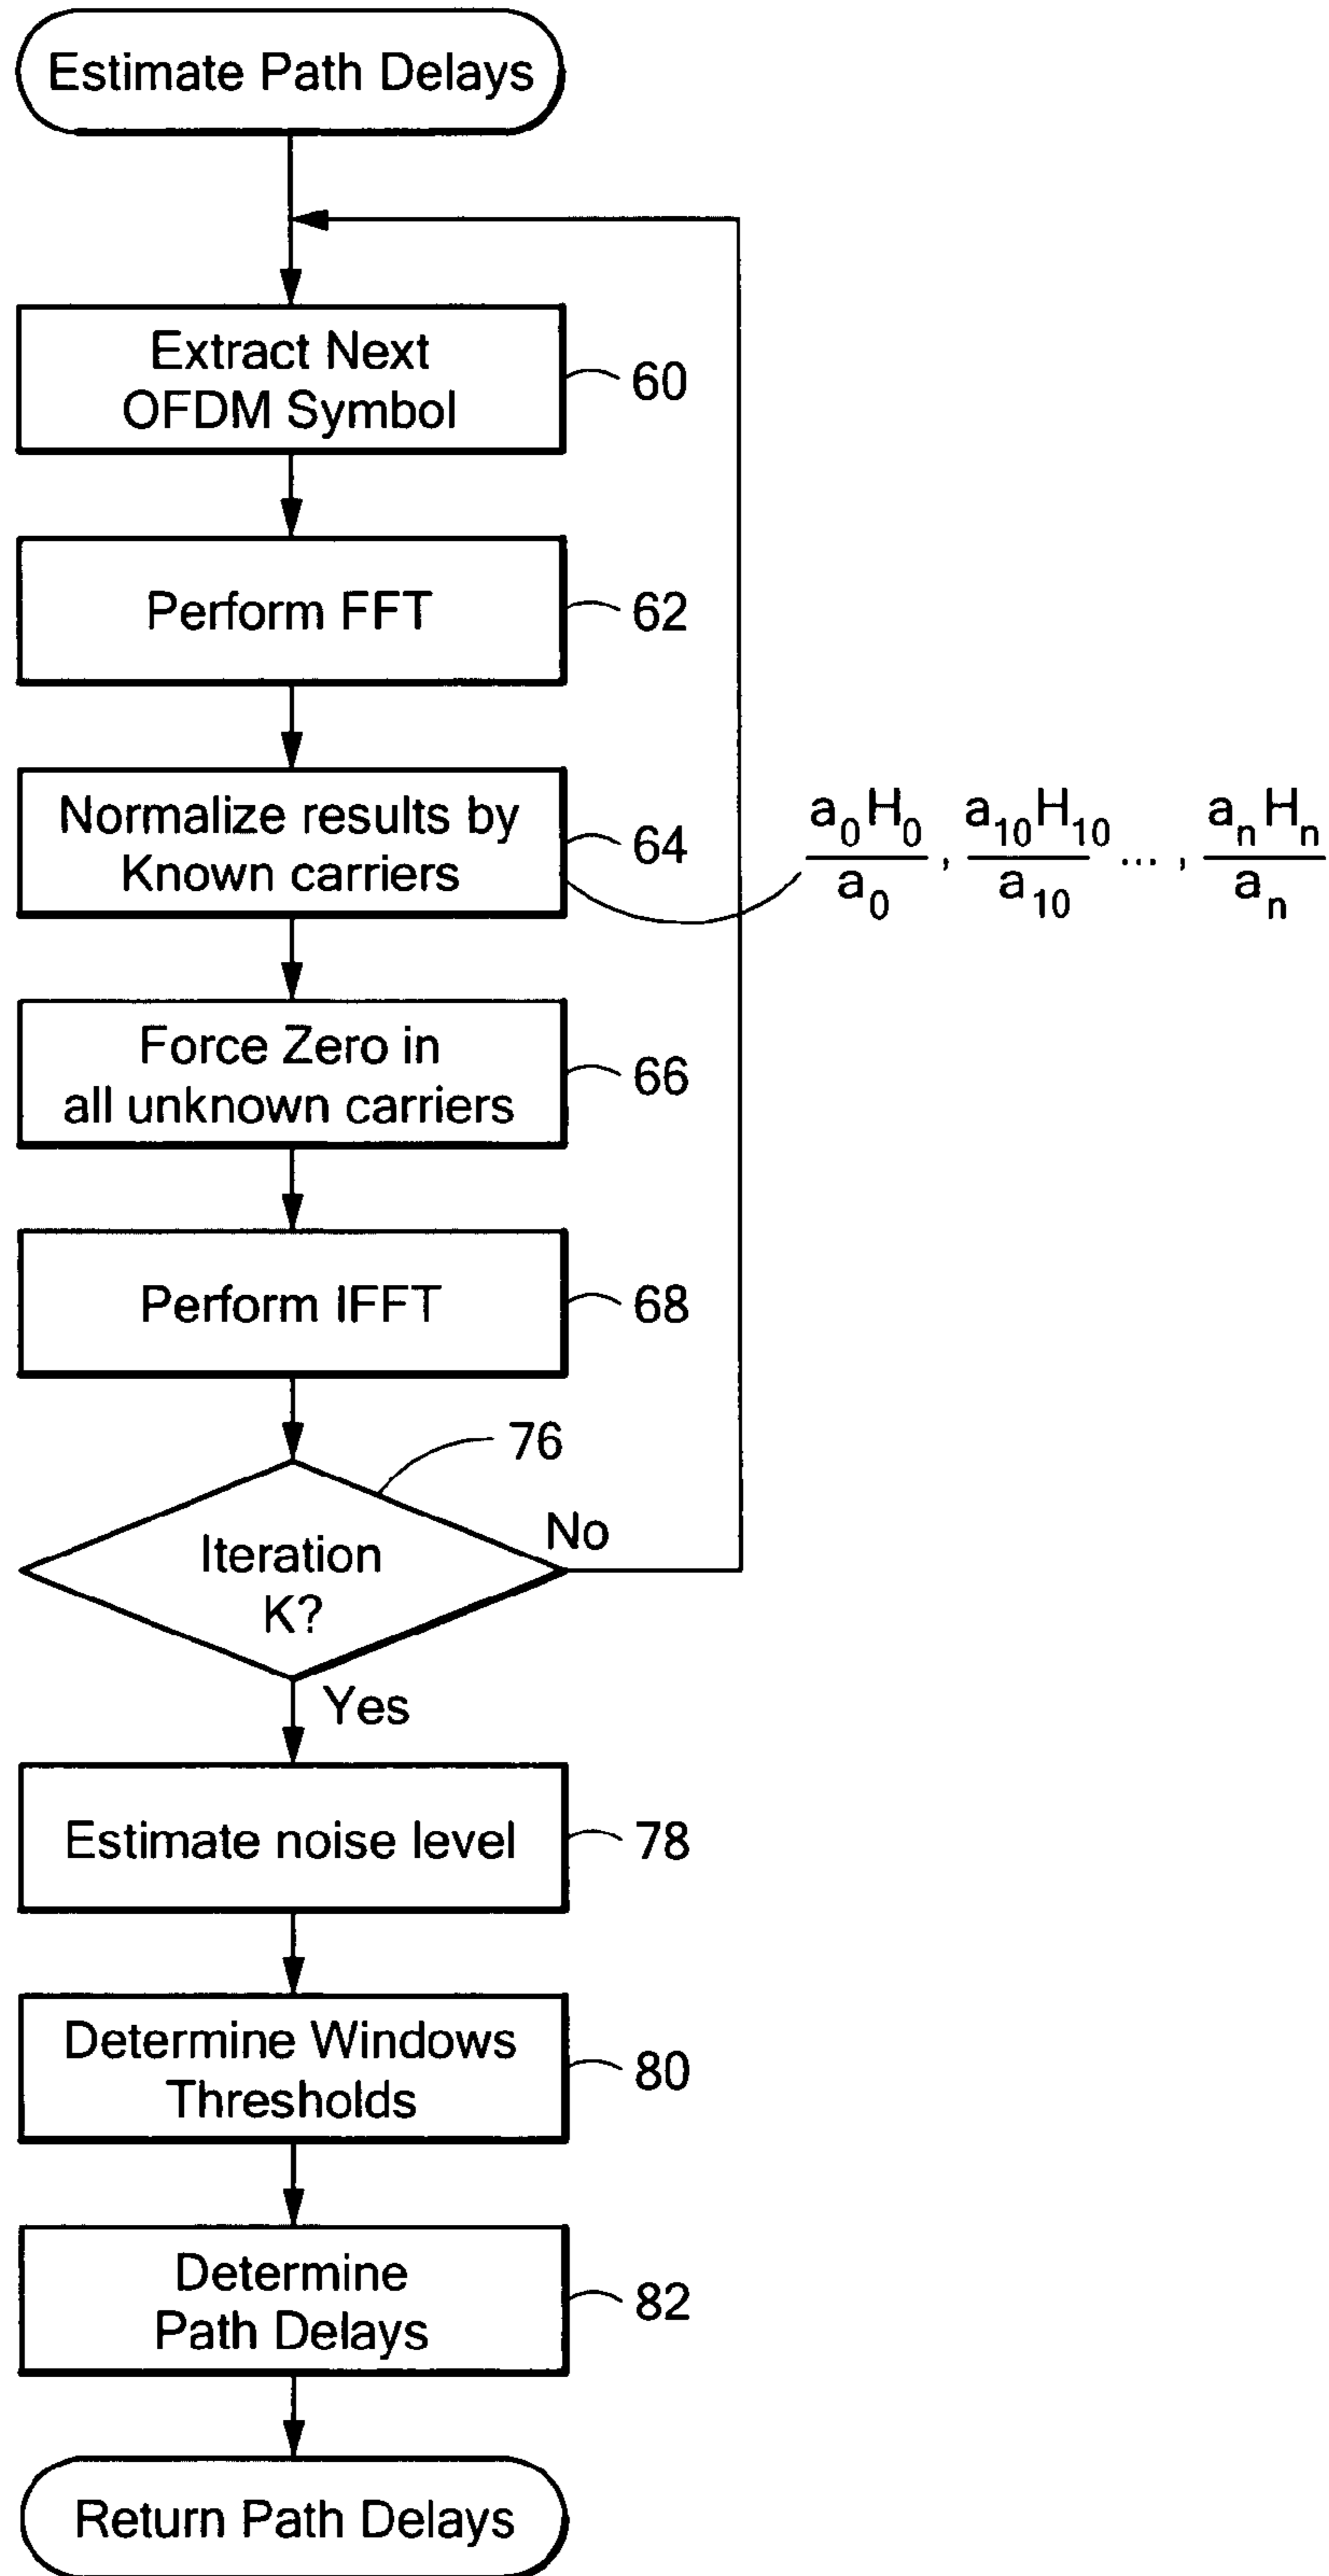 Estimate Path Delays
Extract Next
OFDM Symbol
60
Perform FFT
62
Normalize results by
Known carriers
64
a₀H₀/a₀ , a₁₀H₁₀/a₁₀ ... , aₙHₙ/aₙ
Force Zero in
all unknown carriers
66
Perform IFFT
68
76
Iteration
K?
No
Yes
Estimate noise level
78
Determine Windows
Thresholds
80
Determine
Path Delays
82
Return Path Delays